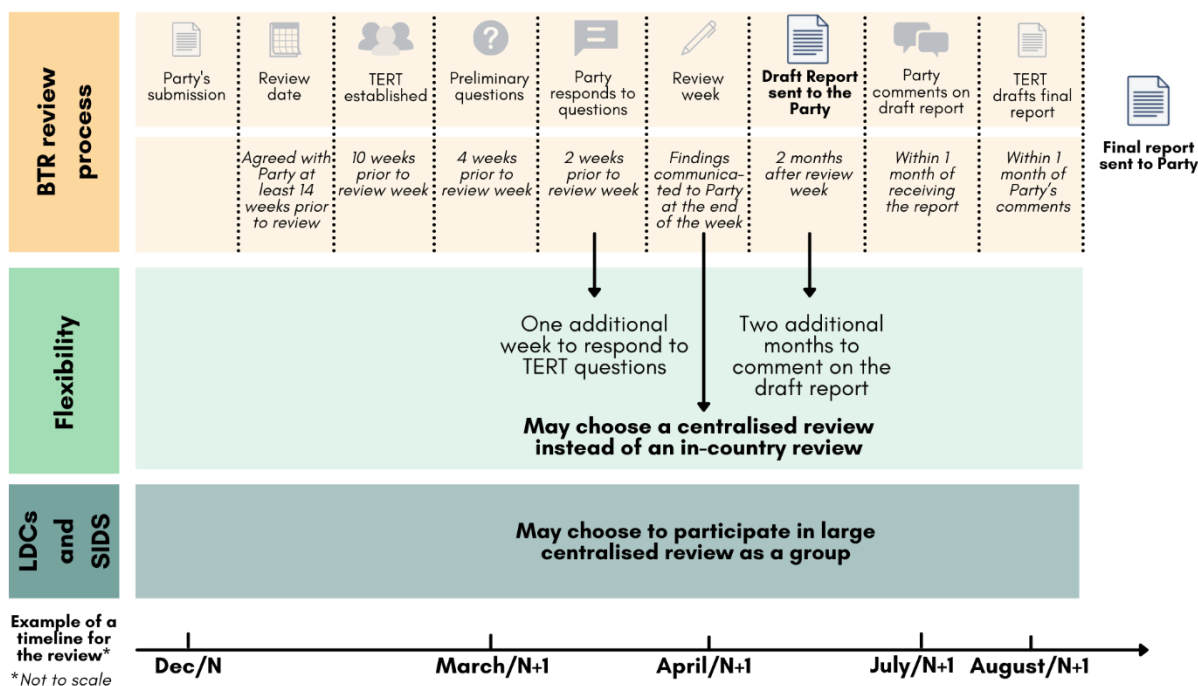 BTR review
process
Party's
submission
Review
date
TERT
established
Preliminary
questions
Party
responds to
questions
Review
week
Draft Report
sent to the
Party
Party
comments on
draft report
TERT
drafts final
report
Final report
sent to Party
Agreed with
Party at
least 14
weeks prior
to review
10 weeks
prior to
review week
4 weeks
prior to
review week
2 weeks
prior to
review week
Findings
communica-
ted to Party
at the end
of the week
2 months
after review
week
Within 1
month of
receiving
the report
Within 1
month of
Party's
comments
Flexibility
One additional
week to respond to
TERT questions
Two additional
months to
comment on the
draft report
May choose a centralised review
instead of an in-country review
LDCs
and
SIDS
May choose to participate in large
centralised review as a group
Example of a
timeline for
the review*
*Not to scale
Dec/N
March/N+1
April/N+1
July/N+1
August/N+1